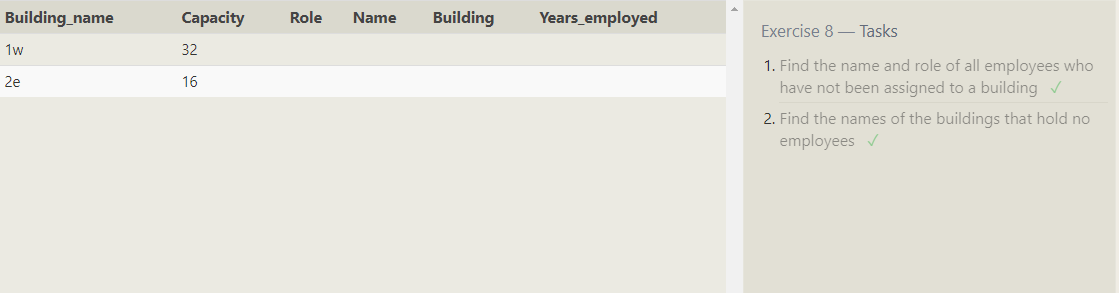 Building_name Capacity Role Name Building Years_employed
1w 32
2e 16
Exercise 8 — Tasks
1. Find the name and role of all employees who
have not been assigned to a building ✓
2. Find the names of the buildings that hold no
employees ✓